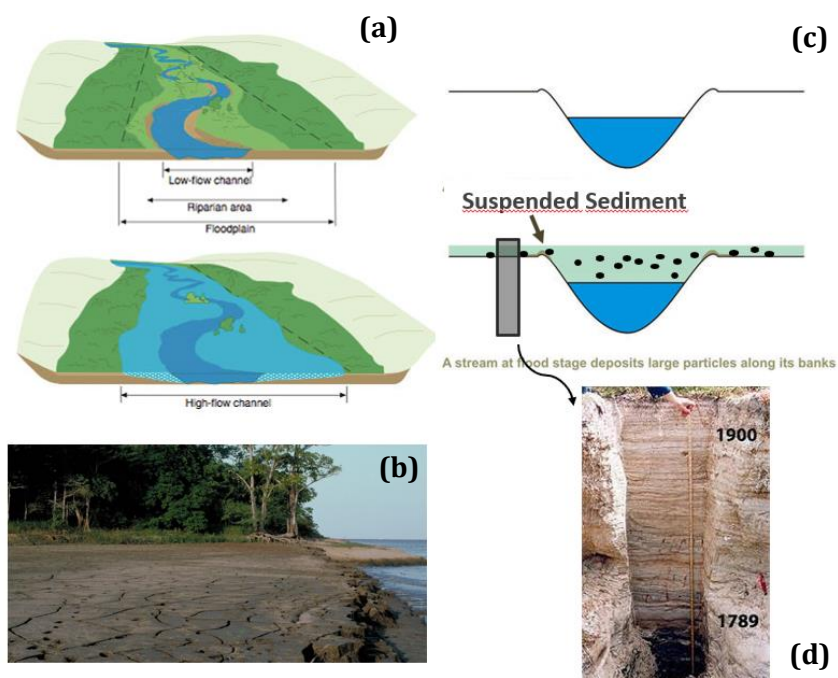 (a)
Low-flow channel
Riparian area
Floodplain
High-flow channel
(b)
(c)
Suspended Sediment
A stream at flood stage deposits large particles along its banks
1900
1789
(d)